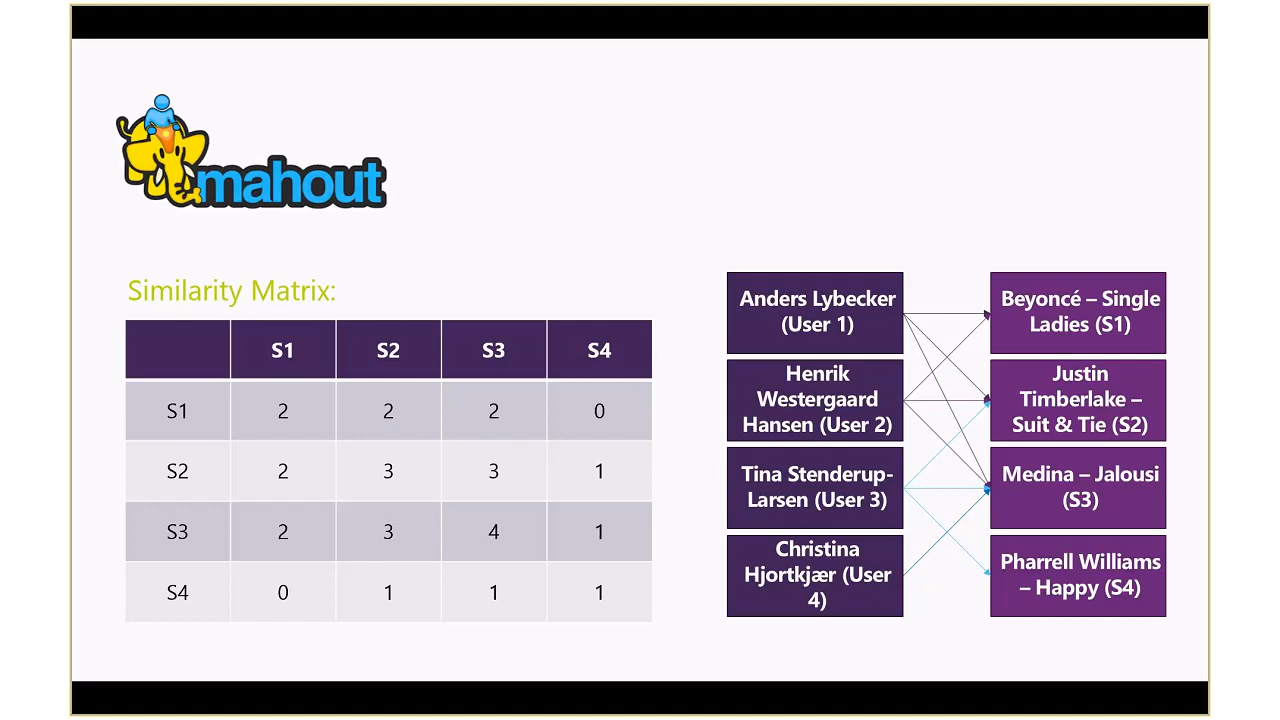 mahout
Similarity Matrix:
S1 S2 S3 S4
S1 2 2 2 0
S2 2 3 3 1
S3 2 3 4 1
S4 0 1 1 1
Anders Lybecker
(User 1)
Henrik
Westergaard
Hansen (User 2)
Tina Stenderup-
Larsen (User 3)
Christina
Hjortkjær (User
4)
Beyoncé – Single
Ladies (S1)
Justin
Timberlake –
Suit & Tie (S2)
Medina – Jalousi
(S3)
Pharrell Williams
– Happy (S4)